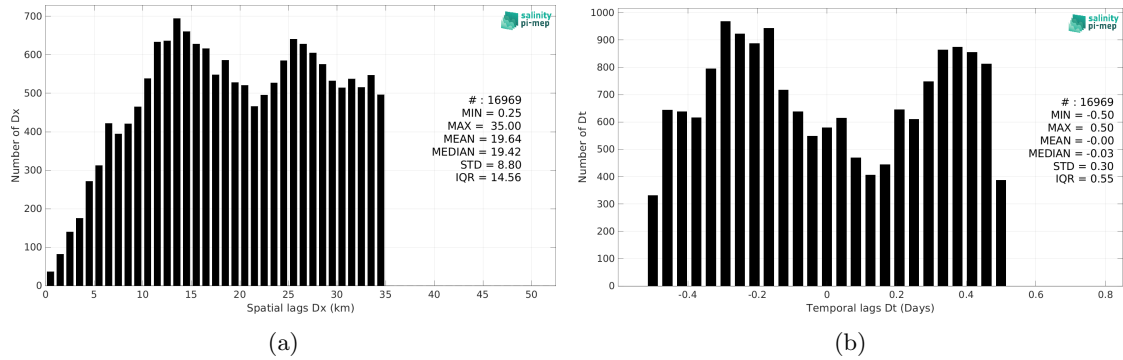 700
600
500
400
300
200
100
0
Number of Dx
0 5 10 15 20 25 30 35 40 45 50
Spatial lags Dx (km)
salinity
pi-mep
# : 16969
MIN = 0.25
MAX = 35.00
MEAN = 19.64
MEDIAN = 19.42
STD = 8.80
IQR = 14.56
(a)
1000
900
800
700
600
500
400
300
200
100
0
Number of Dt
-0.4 -0.2 0 0.2 0.4 0.6 0.8
Temporal lags Dt (Days)
salinity
pi-mep
# : 16969
MIN = -0.50
MAX = 0.50
MEAN = -0.00
MEDIAN = -0.03
STD = 0.30
IQR = 0.55
(b)